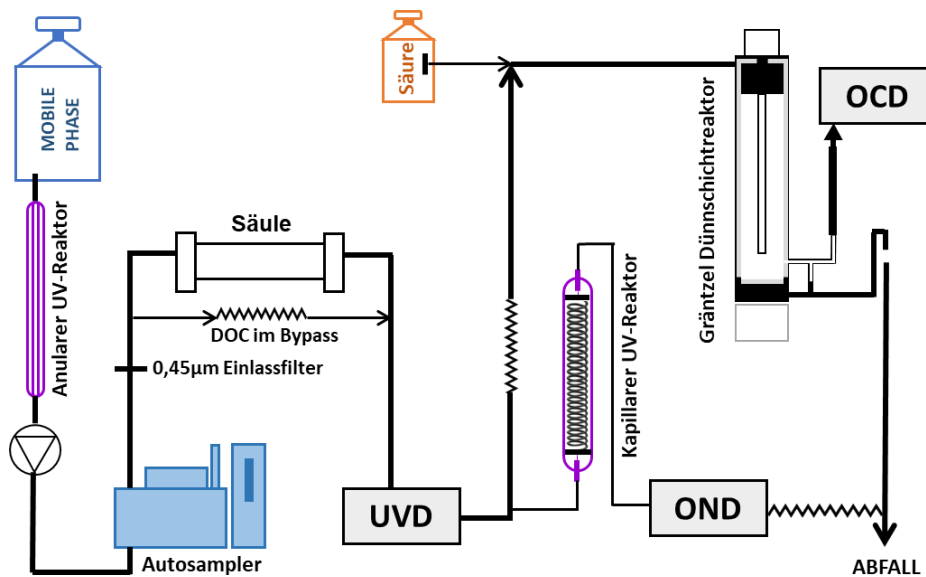 MOBILE
PHASE
Säure
OCD
Anularer UV-Reaktor
Säule
DOC im Bypass
0,45µm Einlassfilter
Kapillarer UV-Reaktor
Gräntzel Dünnschichtreaktor
UVD
OND
Autosampler
ABFALL